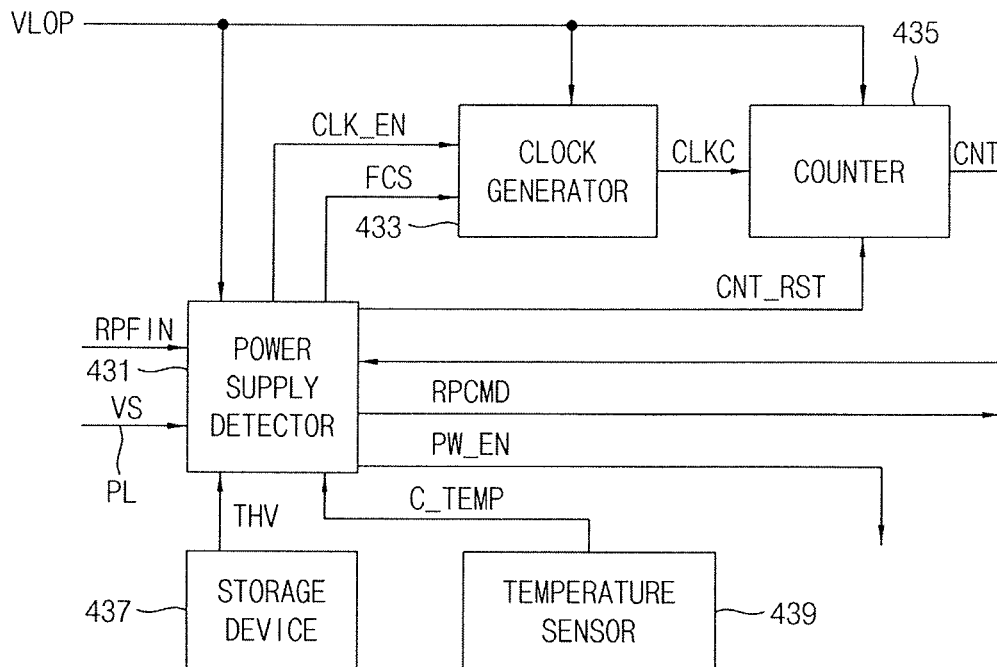 VLOP
435
CLK_EN
CLOCK
GENERATOR
CLKC
COUNTER
CNT
FCS
433
CNT_RST
RPFIN
431
POWER
SUPPLY
DETECTOR
RPCMD
VS
PW_EN
PL
THV
C_TEMP
437
STORAGE
DEVICE
TEMPERATURE
SENSOR
439